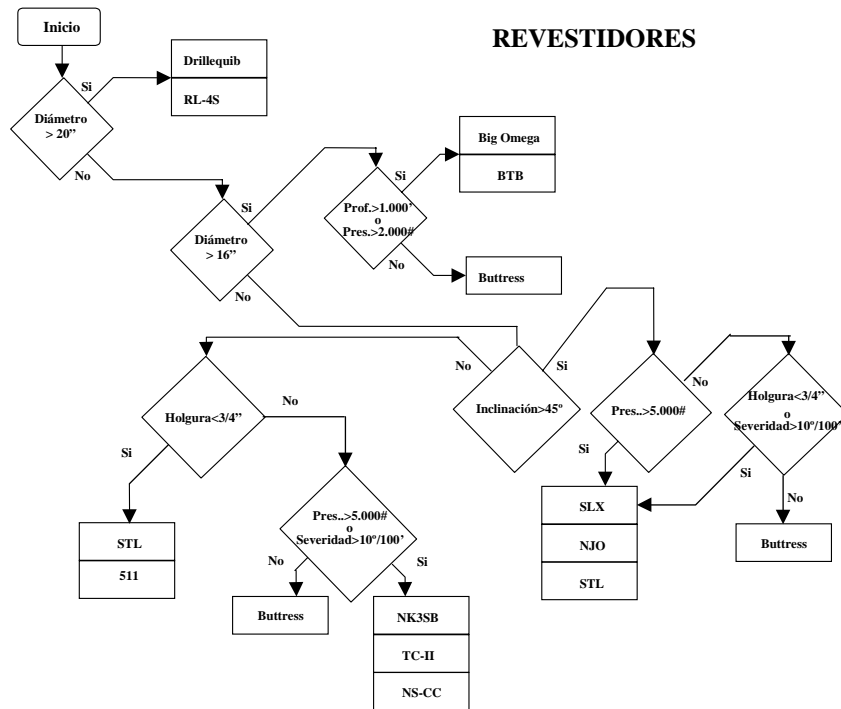 Inicio
REVESTIDORES
Drillequib
Si
RL-4S
Diámetro
> 20”
Big Omega
No
Si
Si
BTB
Prof.>1.000’
o
Pres.>2.000#
Diámetro
> 16”
No
Buttress
No
No
Si
No
Holgura<3/4”
o
Severidad>10º/100’
Holgura<3/4”
No
Inclinación>45º
Pres..>5.000#
Si
Si
Si
SLX
No
Pres..>5.000#
o
Severidad>10º/100’
STL
NJO
Buttress
No
Si
511
STL
Buttress
NK3SB
TC-II
NS-CC